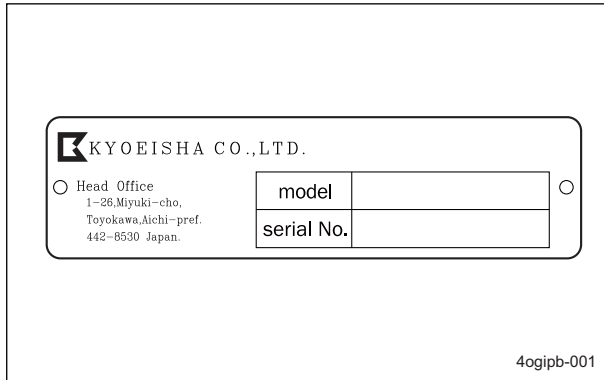 KYOEISHA CO.,LTD.
Head Office
1-26,Miyuki-cho,
Toyokawa,Aichi-pref.
442-8530 Japan.
model
serial No.
4ogipb-001